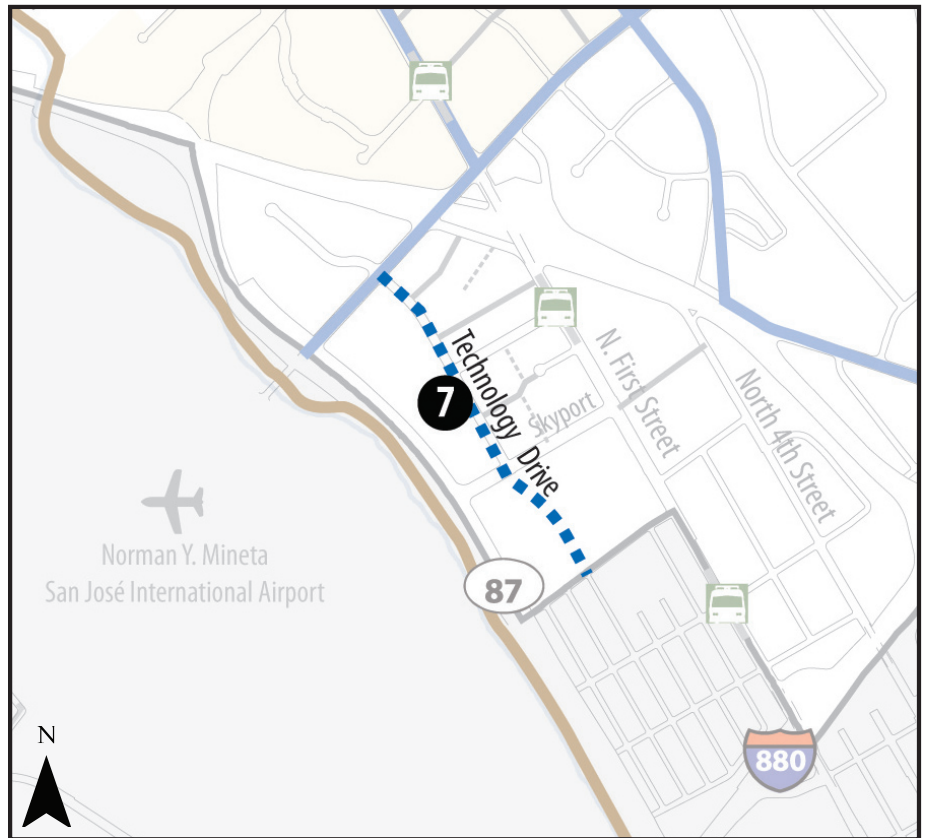 Technology Drive
7
Skyport
N. First Street
North 4th Street
Norman Y. Mineta
San José International Airport
87
880
N